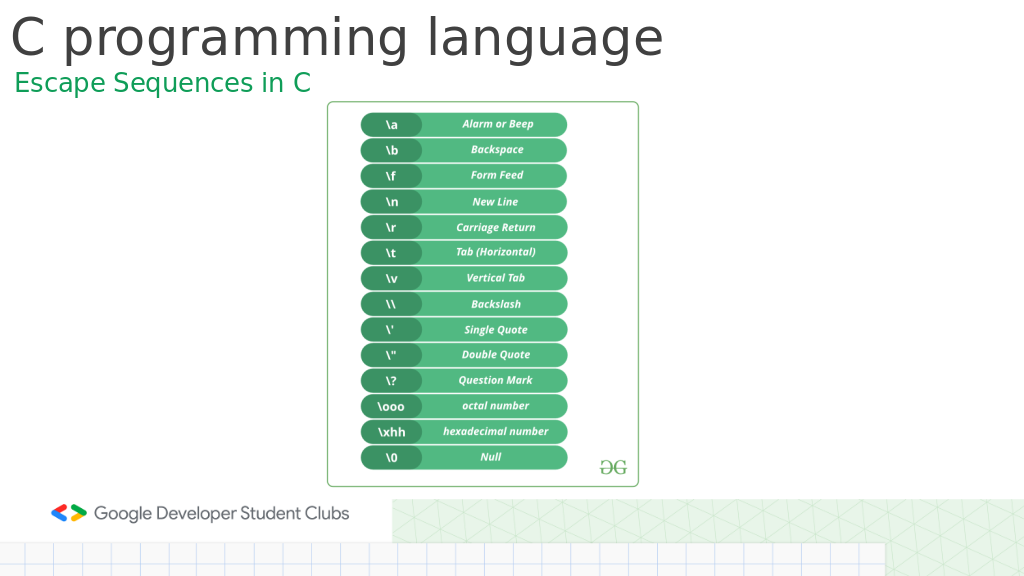 C programming language
Escape Sequences in C
\a Alarm or Beep
\b Backspace
\f Form Feed
\n New Line
\r Carriage Return
\t Tab (Horizontal)
\v Vertical Tab
\\ Backslash
\' Single Quote
\" Double Quote
\? Question Mark
\ooo octal number
\xhh hexadecimal number
\0 Null
Google Developer Student Clubs